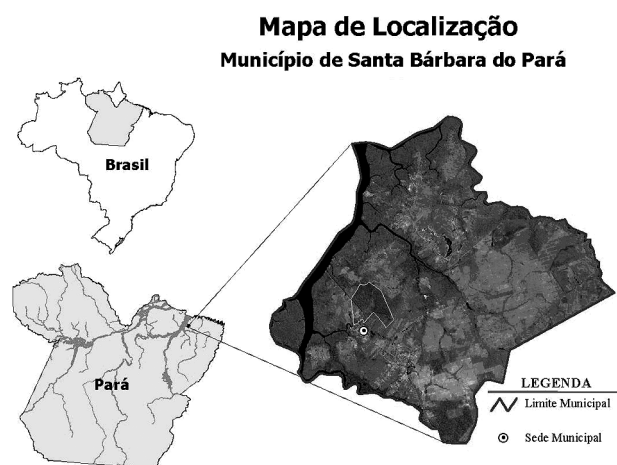 Mapa de Localização
Município de Santa Bárbara do Pará
Brasil
Pará
LEGENDA
Limite Municipal
Sede Municipal